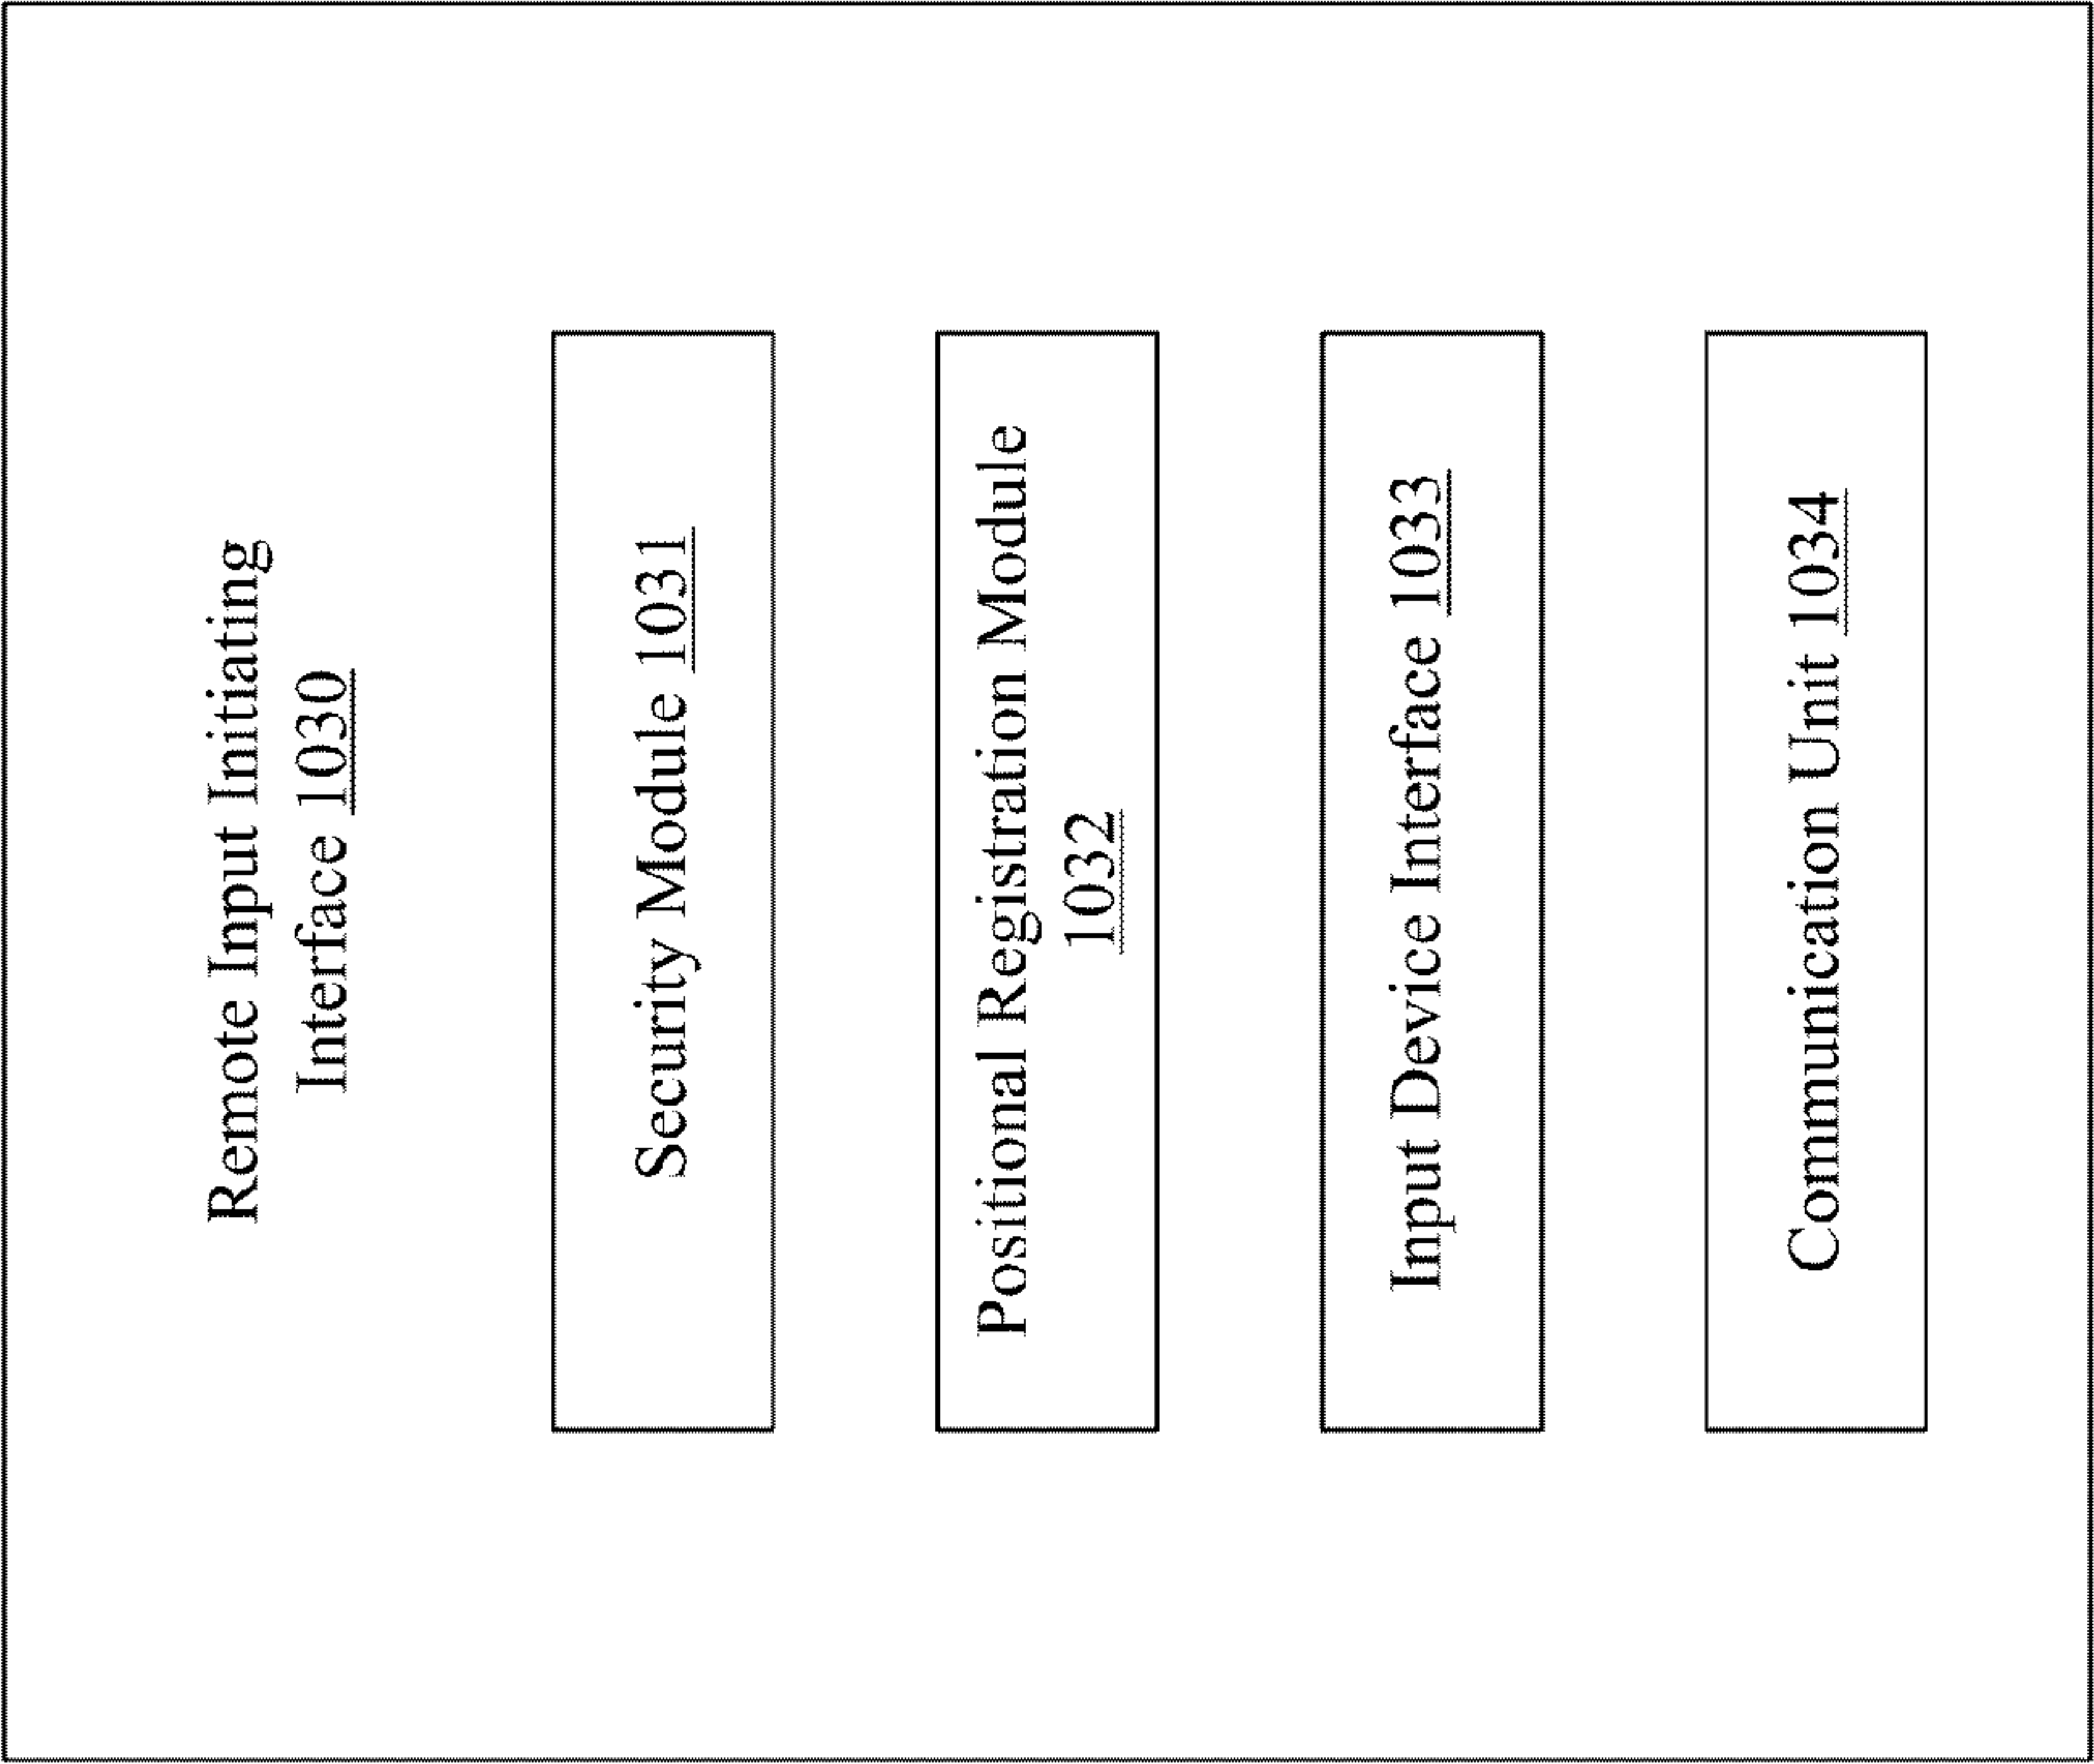 Remote Input Initiating
Interface 1030
Security Module 1031
Positional Registration Module
1032
Input Device Interface 1033
Communication Unit 1034